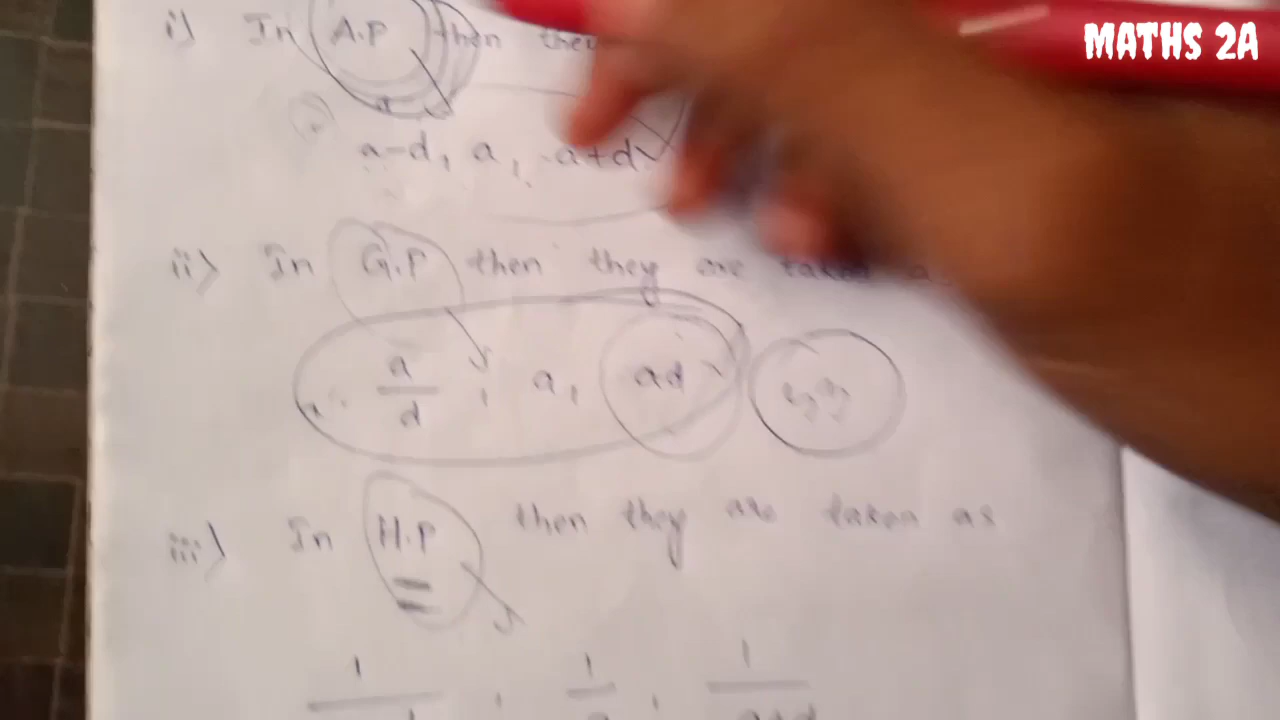 MATHS 2A
i) In A.P then they
a-d, a, a+d
ii) In G.P then they are taken a
a/d, a, ad
iii) In H.P then they are taken as
1 , 1/a , 1/a+d